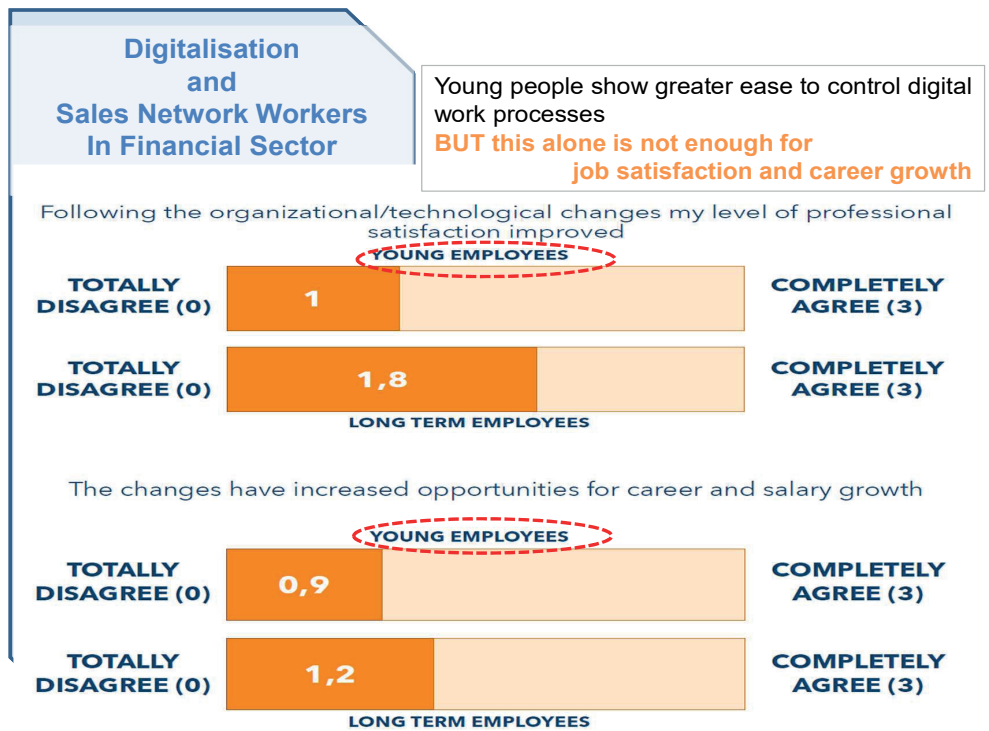 Digitalisation
and
Sales Network Workers
In Financial Sector
Young people show greater ease to control digital
work processes
BUT this alone is not enough for
job satisfaction and career growth
Following the organizational/technological changes my level of professional
satisfaction improved
YOUNG EMPLOYEES
TOTALLY
DISAGREE (0)
1
COMPLETELY
AGREE (3)
TOTALLY
DISAGREE (0)
1,8
COMPLETELY
AGREE (3)
LONG TERM EMPLOYEES
The changes have increased opportunities for career and salary growth
YOUNG EMPLOYEES
TOTALLY
DISAGREE (0)
0,9
COMPLETELY
AGREE (3)
TOTALLY
DISAGREE (0)
1,2
COMPLETELY
AGREE (3)
LONG TERM EMPLOYEES